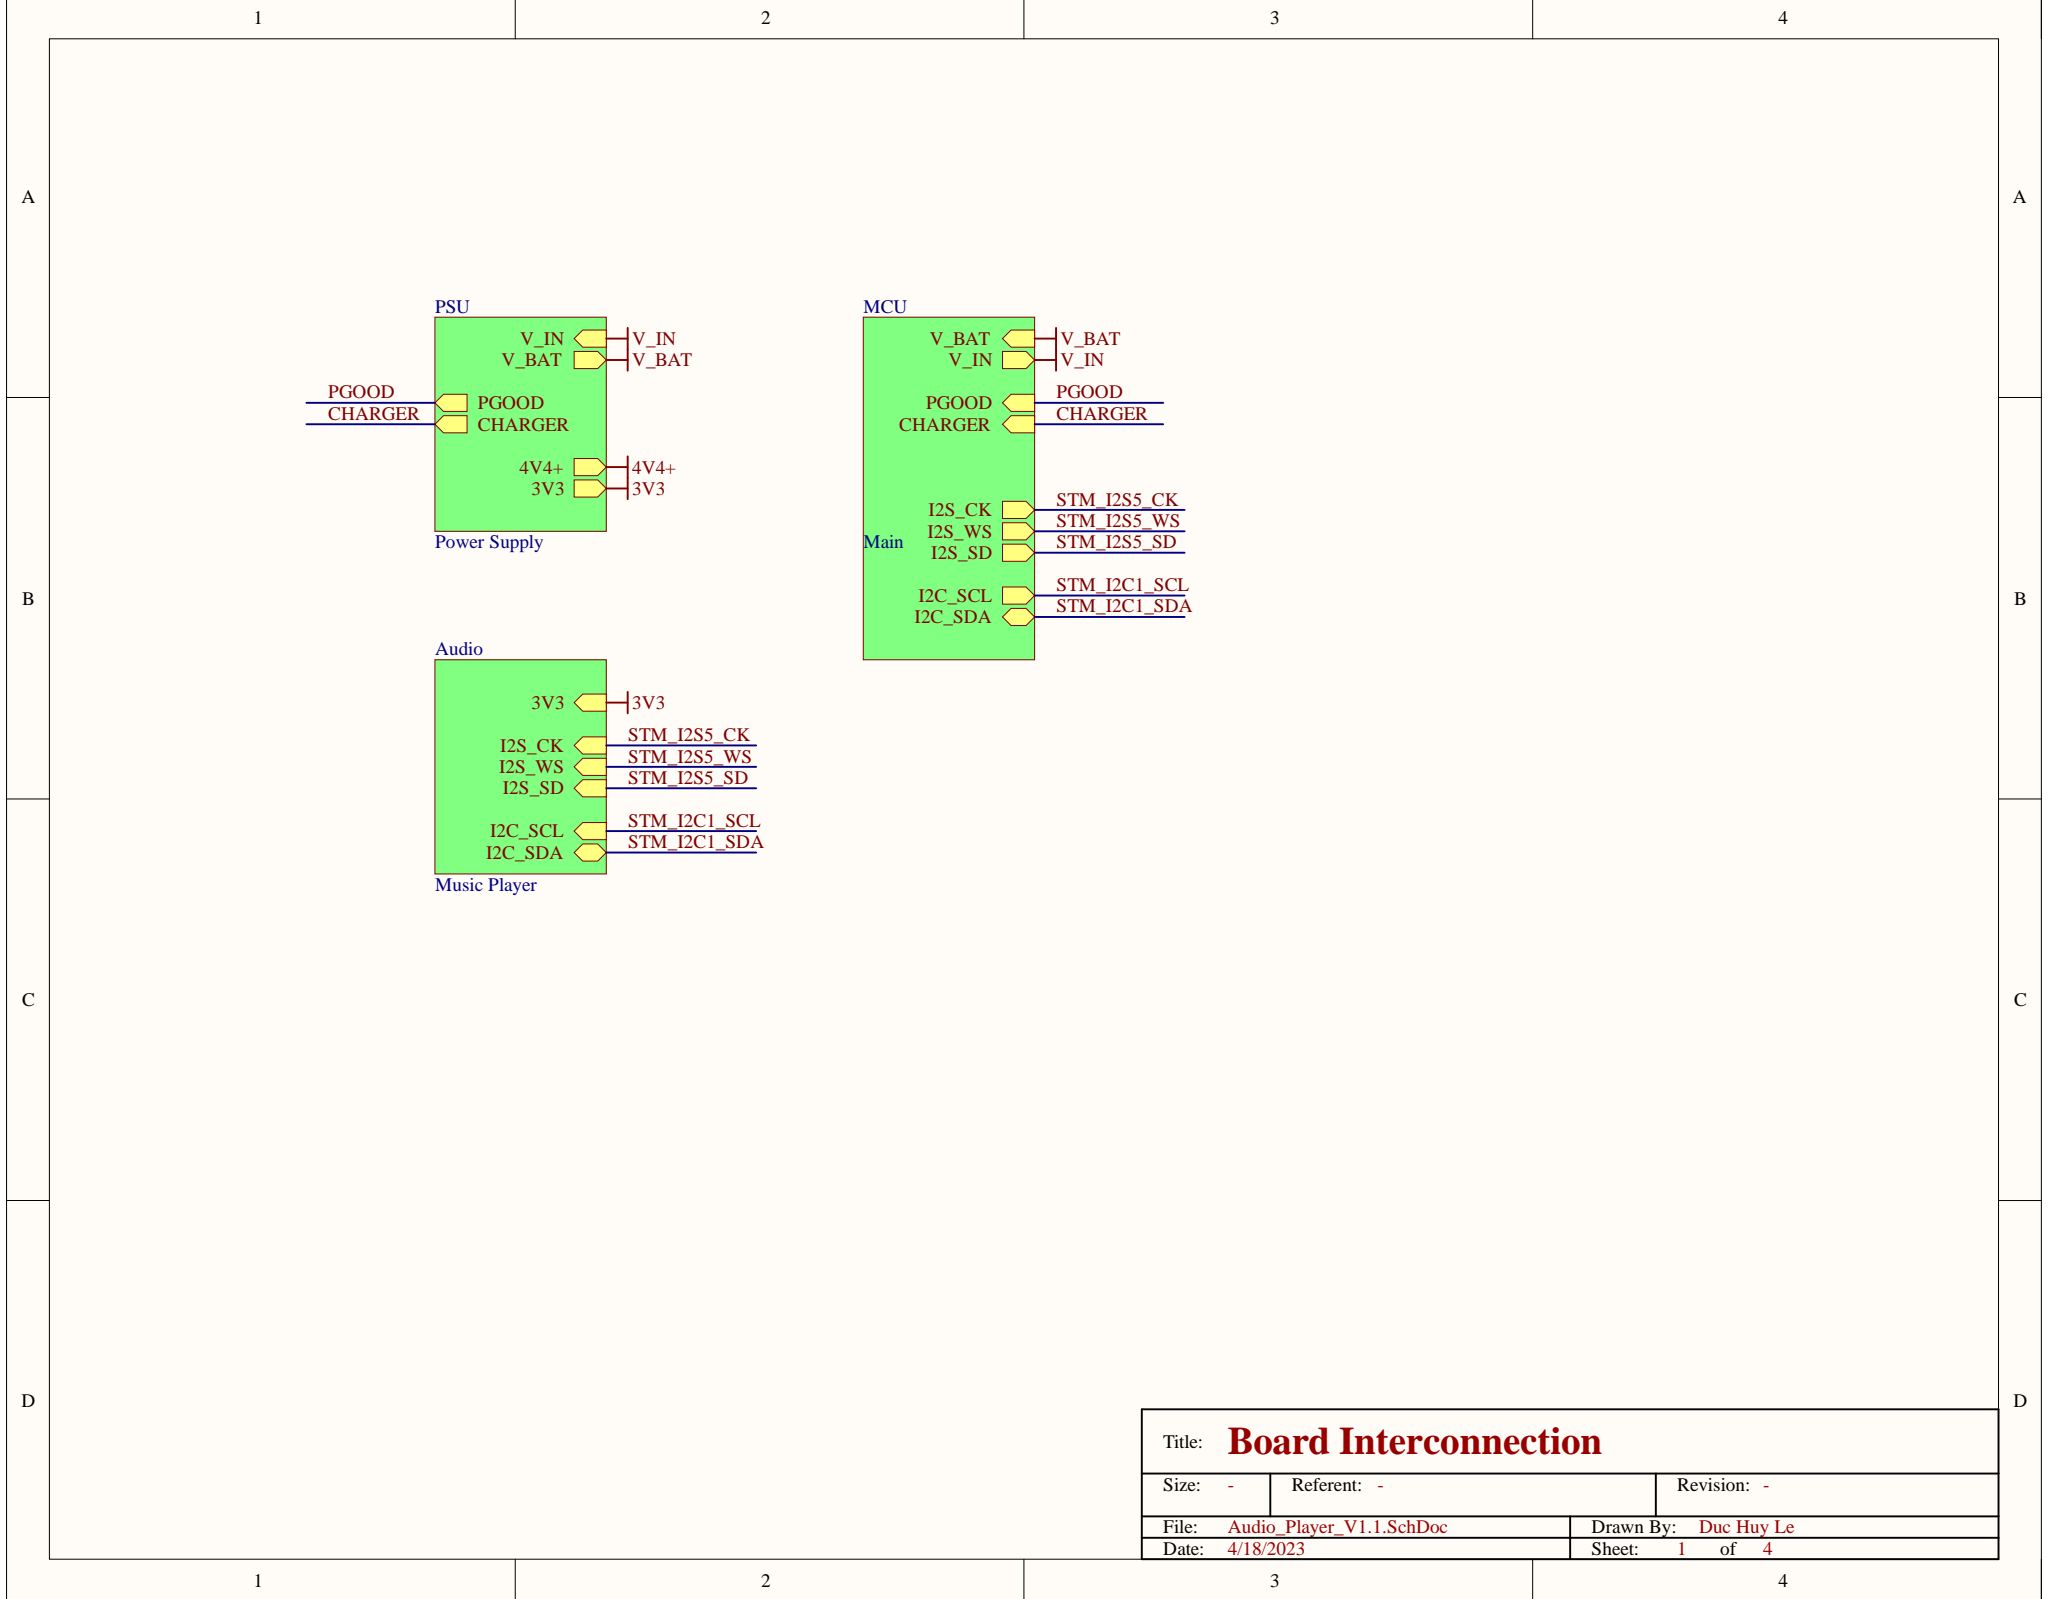 1 2 3 4
A A
PSU
V_IN V_IN
V_BAT V_BAT
PGOOD PGOOD
CHARGER CHARGER
4V4+ 4V4+
3V3 3V3
Power Supply
MCU
V_BAT V_BAT
V_IN V_IN
PGOOD PGOOD
CHARGER CHARGER
I2S_CK STM_I2S5_CK
I2S_WS STM_I2S5_WS
Main I2S_SD STM_I2S5_SD
I2C_SCL STM_I2C1_SCL
I2C_SDA STM_I2C1_SDA
B B
Audio
3V3 3V3
I2S_CK STM_I2S5_CK
I2S_WS STM_I2S5_WS
I2S_SD STM_I2S5_SD
I2C_SCL STM_I2C1_SCL
I2C_SDA STM_I2C1_SDA
Music Player
C C
D D
Title: Board Interconnection
Size: - Referent: - Revision: -
File: Audio_Player_V1.1.SchDoc Drawn By: Duc Huy Le
Date: 4/18/2023 Sheet: 1 of 4
1 2 3 4